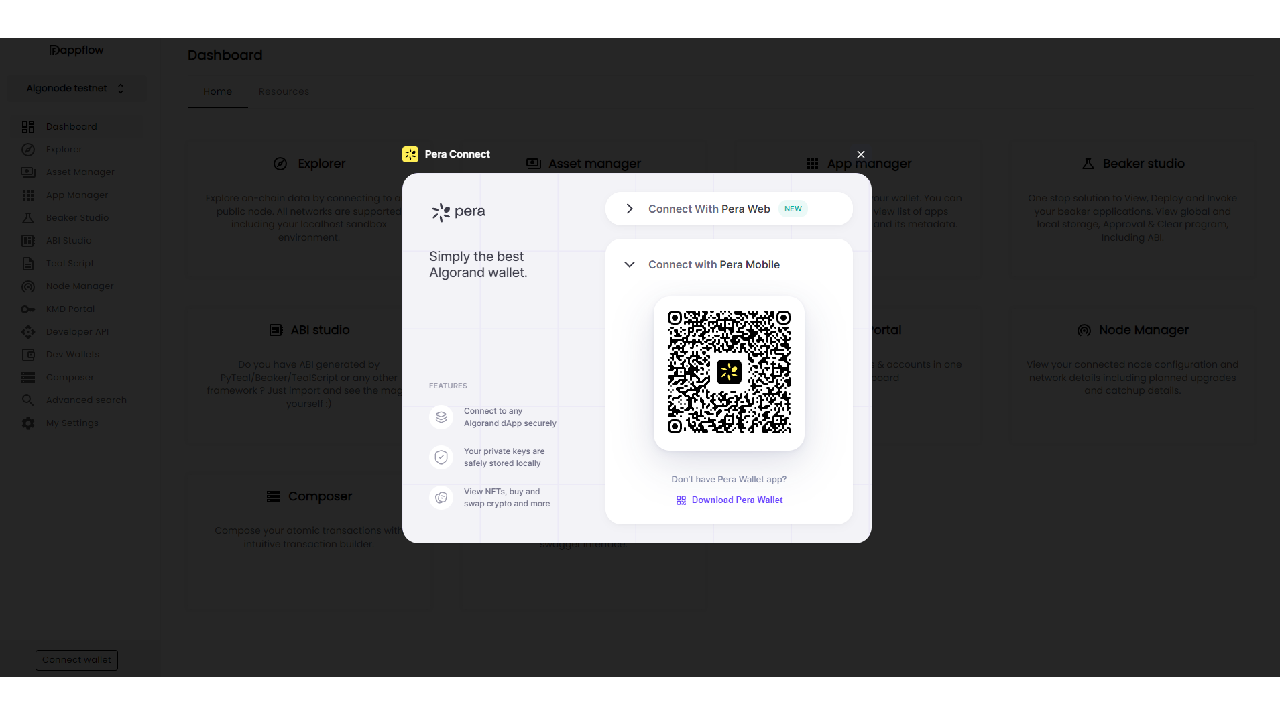 Dappflow
Dashboard
Algonode testnet
Home
Resources
Dashboard
Explorer
Asset Manager
App Manager
Beaker Studio
ABI Studio
Teal Script
Node Manager
KMD Portal
Developer API
Dev Wallets
Composer
Advanced search
My Settings
Connect wallet
Explorer
Explore on-chain data by connecting to
public node. All networks are supported
including your localhost sandbox
environment.
Asset manager
App manager
your wallet. You can
view list of apps
and its metadata.
Beaker studio
One stop solution to View, Deploy and Invoke
your beaker applications. View global and
local storage, Approval & Clear program,
including ABI.
ABI studio
Do you have ABI generated by
PyTeal/Beaker/TealScript or any other
framework ? Just import and see the magic
yourself :)
Portal
& accounts in one
Node Manager
View your connected node configuration and
network details including planned upgrades
and catchup details.
Composer
Compose your atomic transactions with
intuitive transaction builder.
Pera Connect
pera
Simply the best
Algorand wallet.
FEATURES
Connect to any
Algorand dApp securely
Your private keys are
safely stored locally
View NFTs, buy and
swap crypto and more
Connect With Pera Web NEW
Connect with Pera Mobile
Don't have Pera Wallet app?
Download Pera Wallet